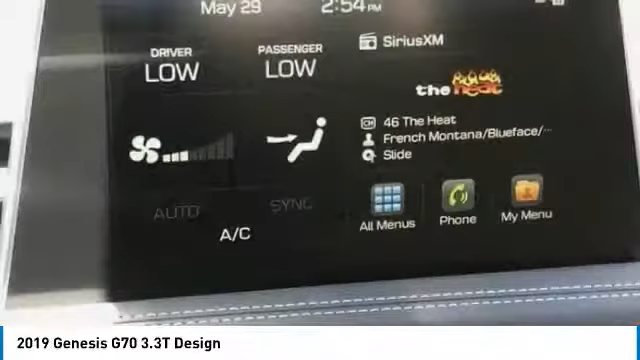 May 29 2:54 PM
DRIVER
LOW
PASSENGER
LOW
SiriusXM
the heat
CH 46 The Heat
French Montana/Blueface/...
Slide
AUTO
SYNC
A/C
All Menus
Phone
My Menu
2019 Genesis G70 3.3T Design